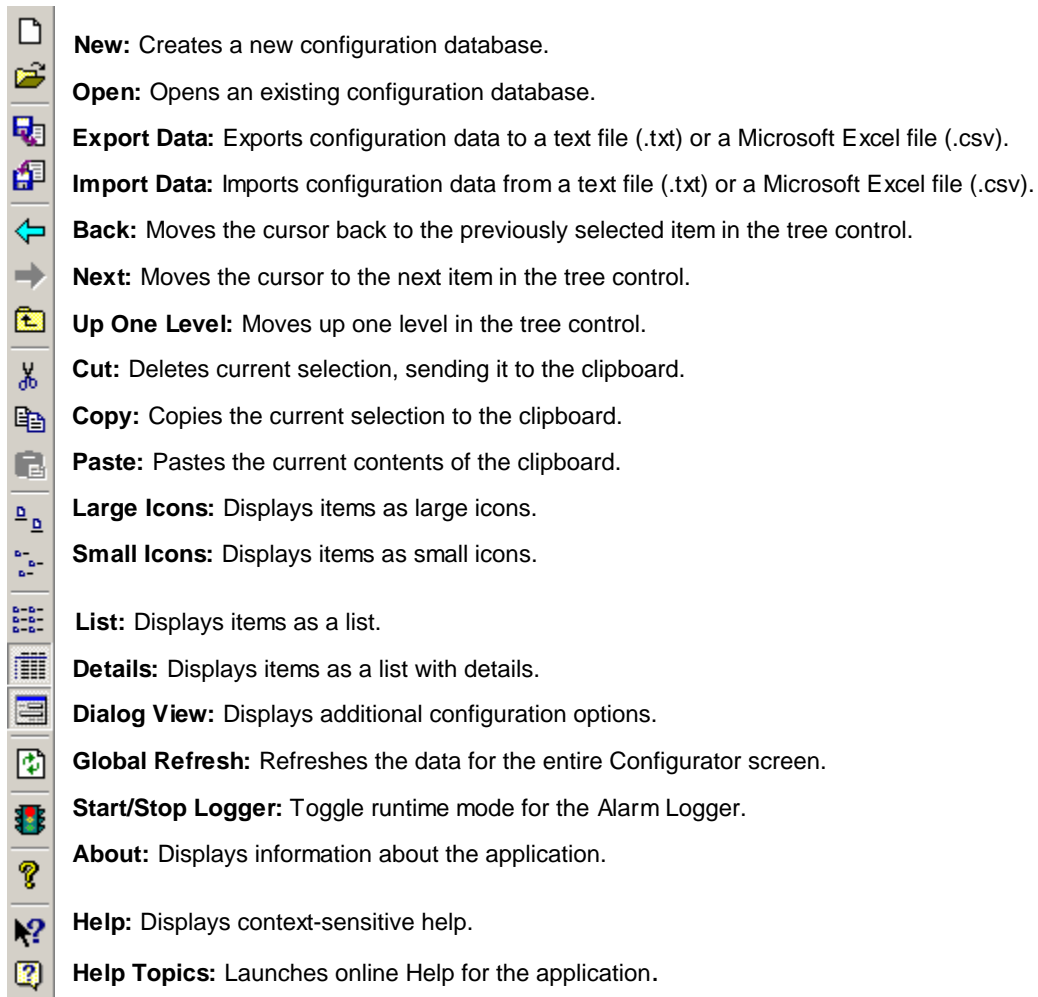 New: Creates a new configuration database.
Open: Opens an existing configuration database.
Export Data: Exports configuration data to a text file (.txt) or a Microsoft Excel file (.csv).
Import Data: Imports configuration data from a text file (.txt) or a Microsoft Excel file (.csv).
Back: Moves the cursor back to the previously selected item in the tree control.
Next: Moves the cursor to the next item in the tree control.
Up One Level: Moves up one level in the tree control.
Cut: Deletes current selection, sending it to the clipboard.
Copy: Copies the current selection to the clipboard.
Paste: Pastes the current contents of the clipboard.
Large Icons: Displays items as large icons.
Small Icons: Displays items as small icons.
List: Displays items as a list.
Details: Displays items as a list with details.
Dialog View: Displays additional configuration options.
Global Refresh: Refreshes the data for the entire Configurator screen.
Start/Stop Logger: Toggle runtime mode for the Alarm Logger.
About: Displays information about the application.
Help: Displays context-sensitive help.
Help Topics: Launches online Help for the application.